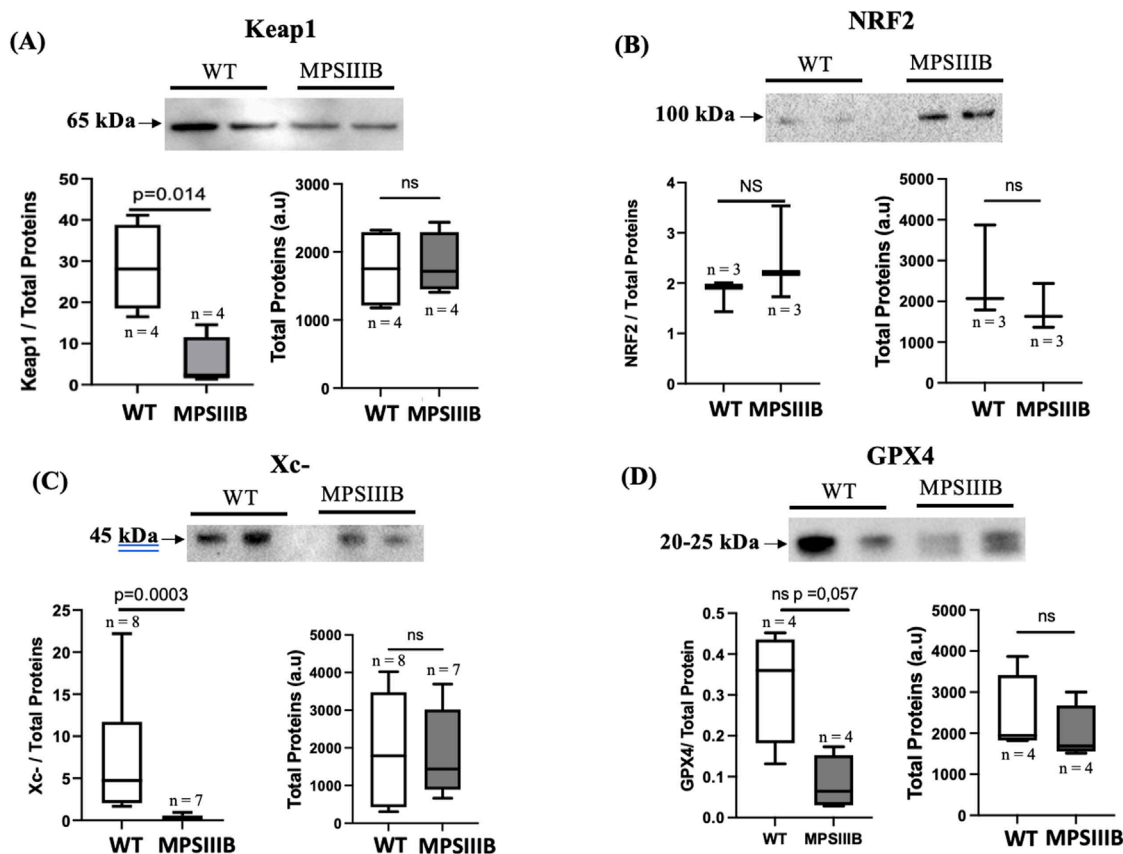 (A)
Keap1
WT MPSIIIB
65 kDa
50
40
30
20
10
0
Keap1 / Total Proteins
p=0.014
n = 4
n = 4
WT MPSIIIB
3000
2000
1000
0
Total Proteins (a.u)
ns
n = 4 n = 4
WT MPSIIIB
(B)
NRF2
WT MPSIIIB
100 kDa
4
3
2
1
0
NRF2 / Total Proteins
NS
n = 3
n = 3
WT MPSIIIB
5000
4000
3000
2000
1000
0
Total Proteins (a.u)
ns
n = 3
n = 3
WT MPSIIIB
(C)
Xc-
WT MPSIIIB
45 kDa
25
20
15
10
5
0
Xc- / Total Proteins
p=0.0003
n = 8
n = 7
WT MPSIIIB
5000
4000
3000
2000
1000
0
Total Proteins (a.u)
ns
n = 8 n = 7
WT MPSIIIB
(D)
GPX4
WT MPSIIIB
20-25 kDa
0.5
0.4
0.3
0.2
0.1
0.0
GPX4/ Total Protein
ns p =0,057
n = 4
n = 4
WT MPSIIIB
5000
4000
3000
2000
1000
0
Total Proteins (a.u)
ns
n = 4
n = 4
WT MPSIIIB